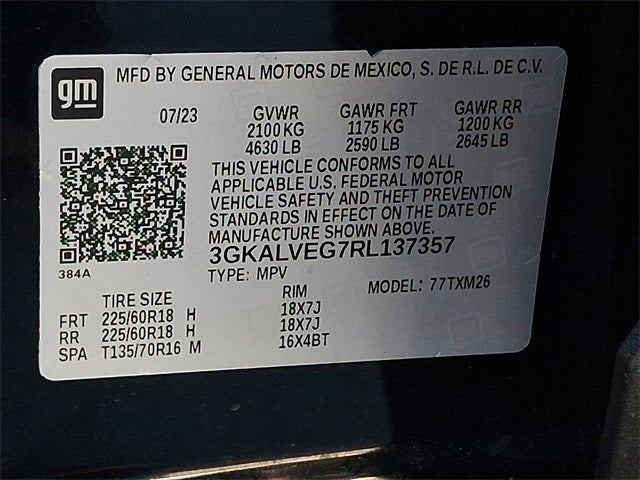 gm MFD BY GENERAL MOTORS DE MEXICO, S. DE R.L. DE C.V.
07/23 GVWR GAWR FRT GAWR RR
2100 KG 1175 KG 1200 KG
4630 LB 2590 LB 2645 LB
THIS VEHICLE CONFORMS TO ALL
APPLICABLE U.S. FEDERAL MOTOR
VEHICLE SAFETY AND THEFT PREVENTION
STANDARDS IN EFFECT ON THE DATE OF
MANUFACTURE SHOWN ABOVE.
3GKALVEG7RL137357
384A
TYPE: MPV MODEL: 77TXM26
TIRE SIZE RIM
FRT 225/60R18 H 18X7J
RR 225/60R18 H 18X7J
SPA T135/70R16 M 16X4BT